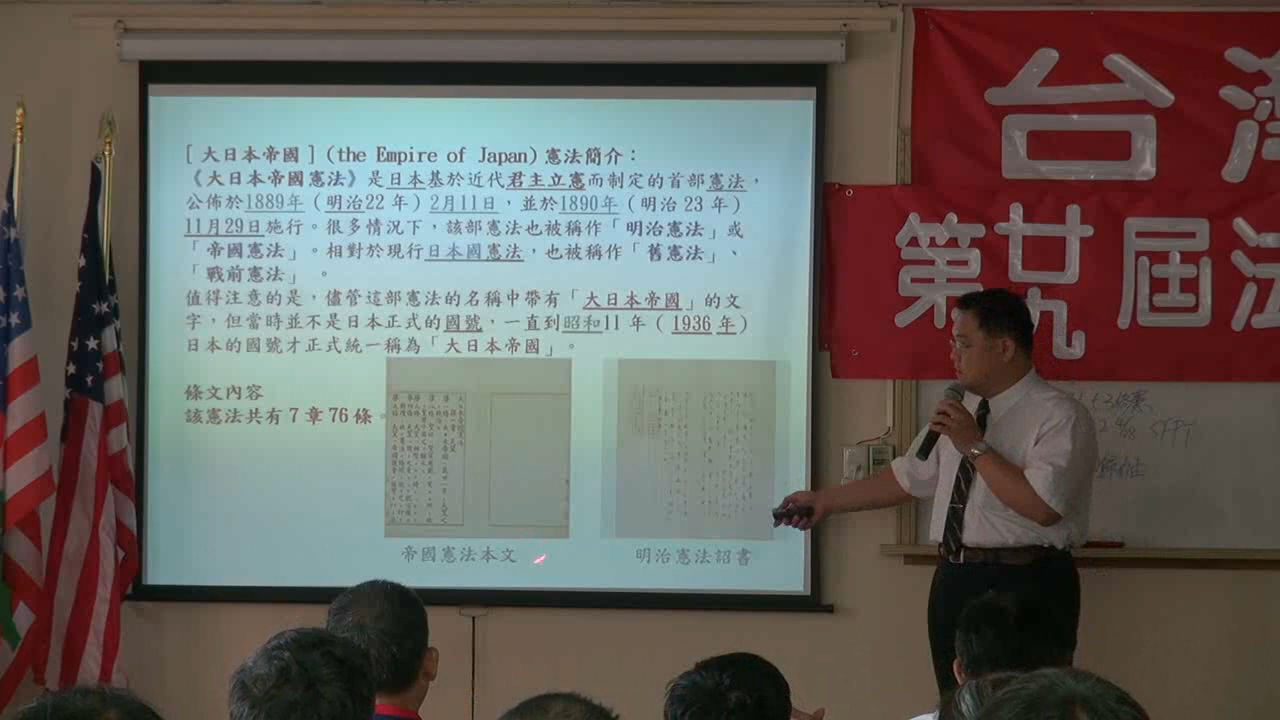 [ 大日本帝國 ] (the Empire of Japan) 憲法簡介：
《大日本帝國憲法》是日本基於近代君主立憲而制定的首部憲法，
公佈於1889年（明治22年）2月11日，並於1890年（明治 23 年）
11月29日施行。很多情況下，該部憲法也被稱作「明治憲法」或
「帝國憲法」。相對於現行日本國憲法，也被稱作「舊憲法」、
「戰前憲法」。
值得注意的是，儘管這部憲法的名稱中帶有「大日本帝國」的文
字，但當時並不是日本正式的國號，一直到昭和11 年（1936 年）
日本的國號才正式統一稱為「大日本帝國」。
條文內容
該憲法共有 7 章 76 條。
帝國憲法本文
明治憲法詔書
台灣
第廿九屆法